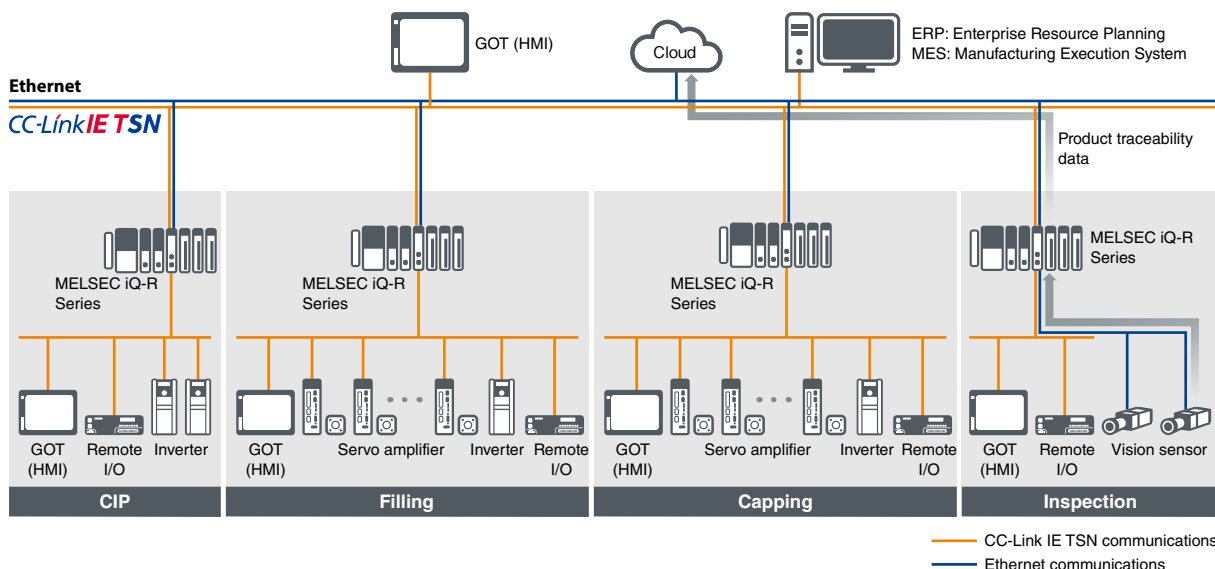 GOT (HMI)
Cloud
ERP: Enterprise Resource Planning
MES: Manufacturing Execution System
Ethernet
CC-Link IE TSN
Product traceability
data
MELSEC iQ-R
Series
MELSEC iQ-R
Series
MELSEC iQ-R
Series
MELSEC iQ-R
Series
GOT
(HMI)
Remote
I/O
Inverter
GOT
(HMI)
Servo amplifier
Inverter
Remote
I/O
GOT
(HMI)
Servo amplifier
Inverter
Remote
I/O
GOT
(HMI)
Remote
I/O
Vision sensor
CIP
Filling
Capping
Inspection
CC-Link IE TSN communications
Ethernet communications